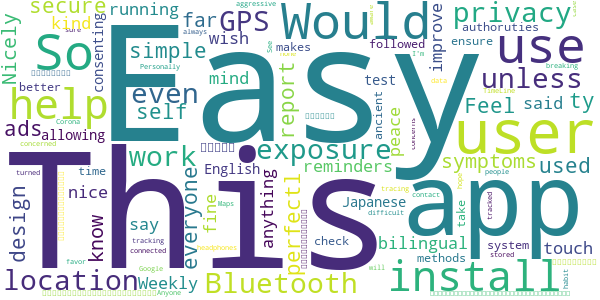 Easy
This
app
user
use
So
help
Would
install
location
exposure
Bluetooth
privacy
unless
work
even
GPS
secure
kind
running
far
consenting
simple
wish
Nicely
mind
self
ads
better
allowing
report
test
ancient
peace
followed
makes
improve
authoruties
ensure
Feel
said
ty
symptoms
used
reminders
English
anything
fine
perfectl
everyone
nice
time
know
design
say
check
Japanese
bilingual
take
methods
system
touch
Weekly
Personally
always
aggressive
See
Corona
sure
concerned
turned
tracking
connected
favor
Google
Anyone
Maps
headphones
tracing
contact
difficult
will
data
TimeLine
breaking
I'm
people
tracked
stored
habit